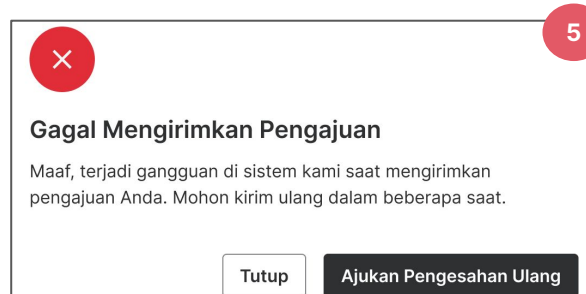 5
Gagal Mengirimkan Pengajuan
Maaf, terjadi gangguan di sistem kami saat mengirimkan
pengajuan Anda. Mohon kirim ulang dalam beberapa saat.
Tutup
Ajukan Pengesahan Ulang